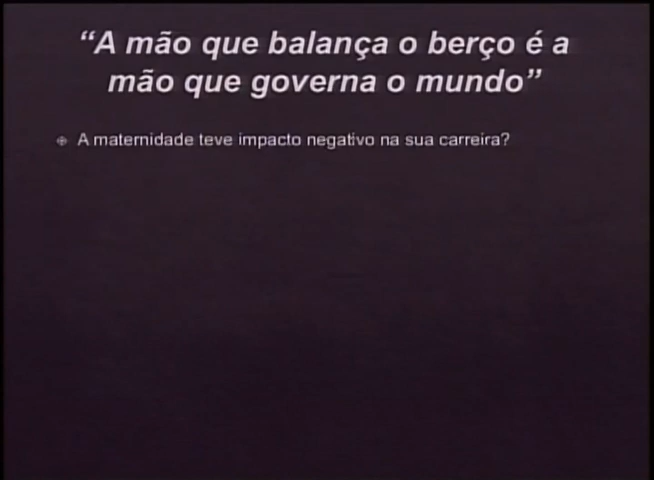 “A mão que balança o berço é a
mão que governa o mundo”
A maternidade teve impacto negativo na sua carreira?